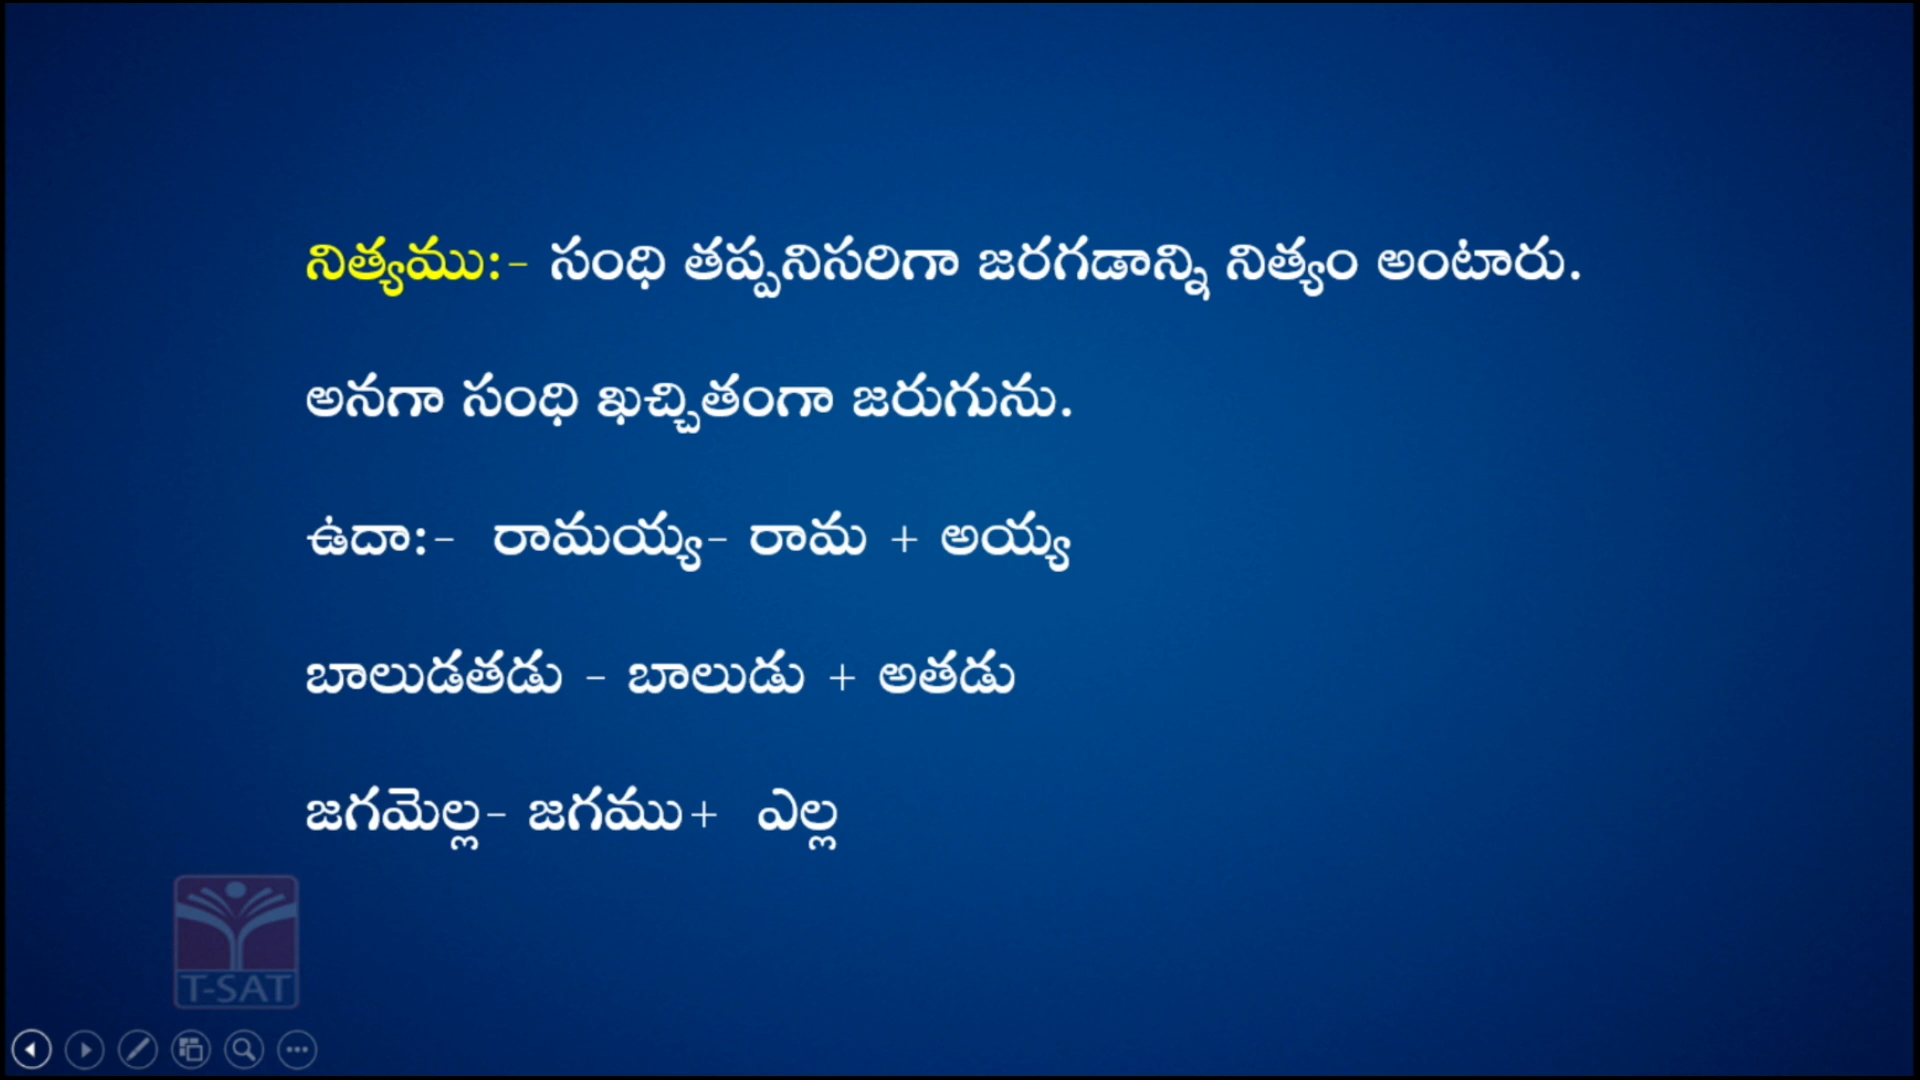 నిత్యము:- సంధి తప్పనిసరిగా జరగడాన్ని నిత్యం అంటారు.
అనగా సంధి ఖచ్చితంగా జరుగును.
ఉదా:- రామయ్య- రామ + అయ్య
బాలుడతడు - బాలుడు + అతడు
జగమెల్ల- జగము+ ఎల్ల
T-SAT